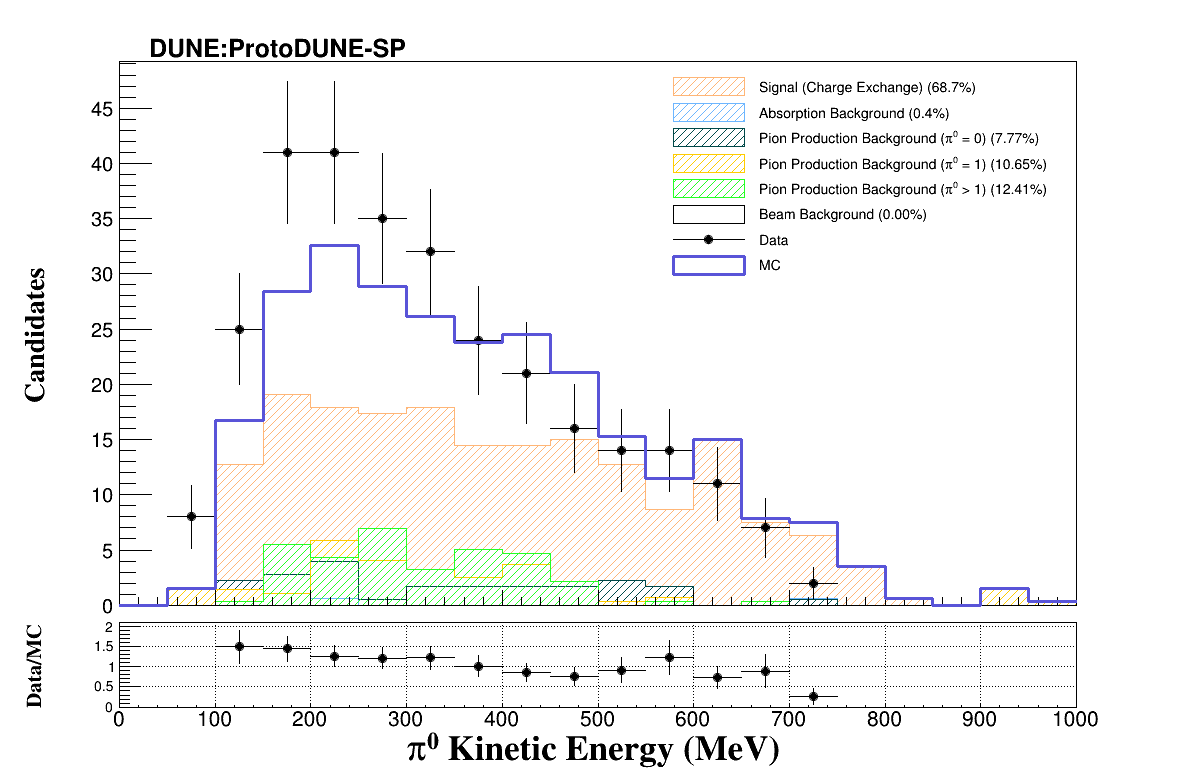 DUNE:ProtoDUNE-SP
Signal (Charge Exchange) (68.7%)
Absorption Background (0.4%)
Pion Production Background (π⁰ = 0) (7.77%)
Pion Production Background (π⁰ = 1) (10.65%)
Pion Production Background (π⁰ > 1) (12.41%)
Beam Background (0.00%)
Data
MC
Candidates
45
40
35
30
25
20
15
10
5
0
Data/MC
2
1.5
1
0.5
0
0 100 200 300 400 500 600 700 800 900 1000
π⁰ Kinetic Energy (MeV)